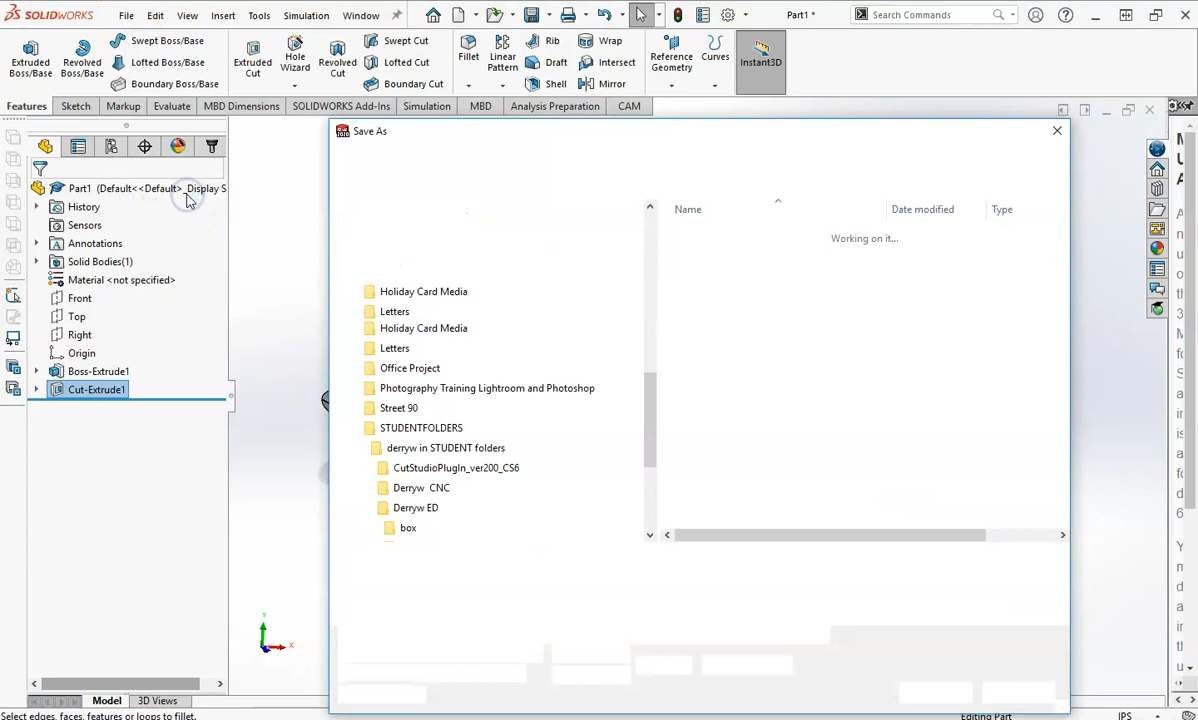 SOLIDWORKS File Edit View Insert Tools Simulation Window Part1 * Search Commands
Extruded Boss/Base
Revolved Boss/Base
Swept Boss/Base
Lofted Boss/Base
Boundary Boss/Base
Extruded Cut
Hole Wizard
Revolved Cut
Swept Cut
Lofted Cut
Boundary Cut
Fillet
Linear Pattern
Rib
Draft
Shell
Wrap
Intersect
Mirror
Reference Geometry
Curves
Instant3D
Features Sketch Markup Evaluate MBD Dimensions SOLIDWORKS Add-Ins Simulation MBD Analysis Preparation CAM
Part1 (Default<<Default>_Display S
History
Sensors
Annotations
Solid Bodies(1)
Material <not specified>
Front
Top
Right
Origin
Boss-Extrude1
Cut-Extrude1
Save As
Name Date modified Type
Working on it...
Holiday Card Media
Letters
Holiday Card Media
Letters
Office Project
Photography Training Lightroom and Photoshop
Street 90
STUDENTFOLDERS
derryw in STUDENT folders
CutStudioPlugIn_ver200_CS6
Derryw CNC
Derryw ED
box
Y
X
Model 3D Views
Select edges, faces, features or loops to fillet. Editing Part IPS